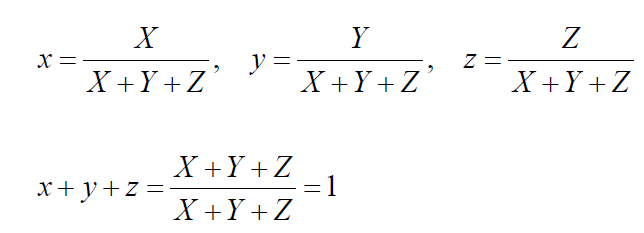 x = X / (X + Y + Z), y = Y / (X + Y + Z), z = Z / (X + Y + Z)
x + y + z = (X + Y + Z) / (X + Y + Z) = 1